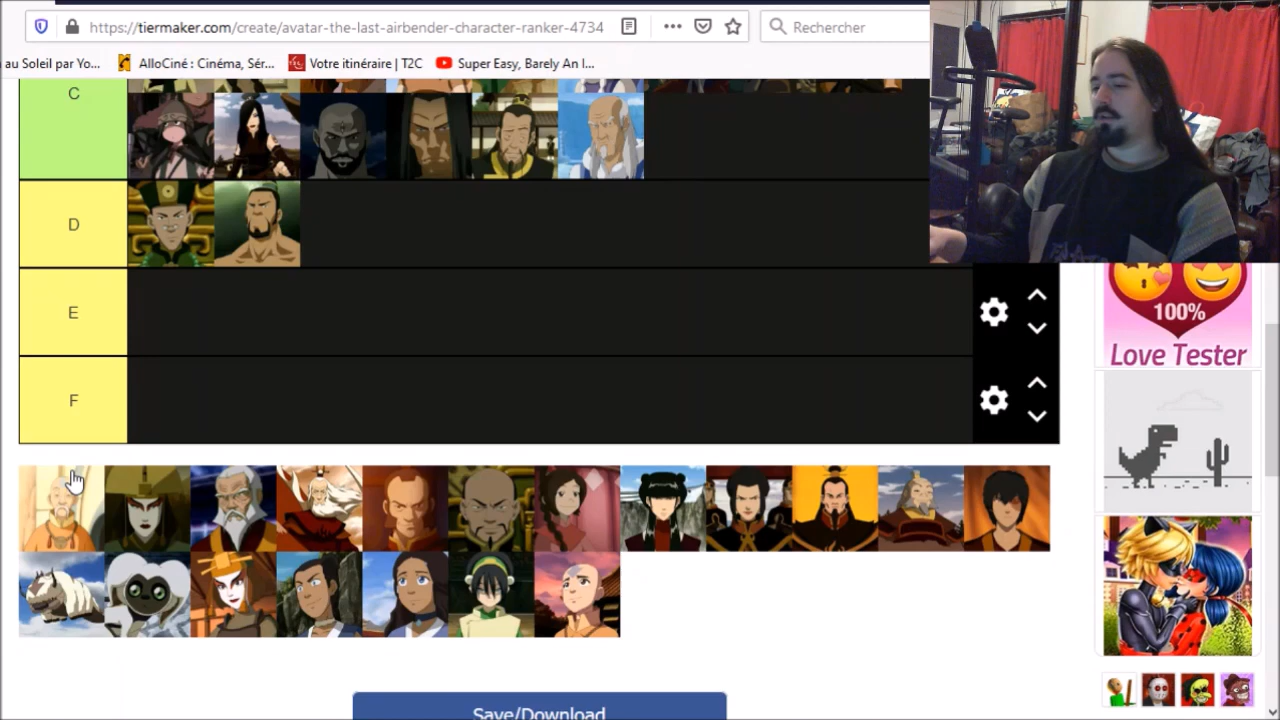 https://tiermaker.com/create/avatar-the-last-airbender-character-ranker-4734
Rechercher
au Soleil par Yo... AlloCiné : Cinéma, Sér... Votre itinéraire | T2C Super Easy, Barely An I...
C
D
E
F
100%
Love Tester
Save/Download